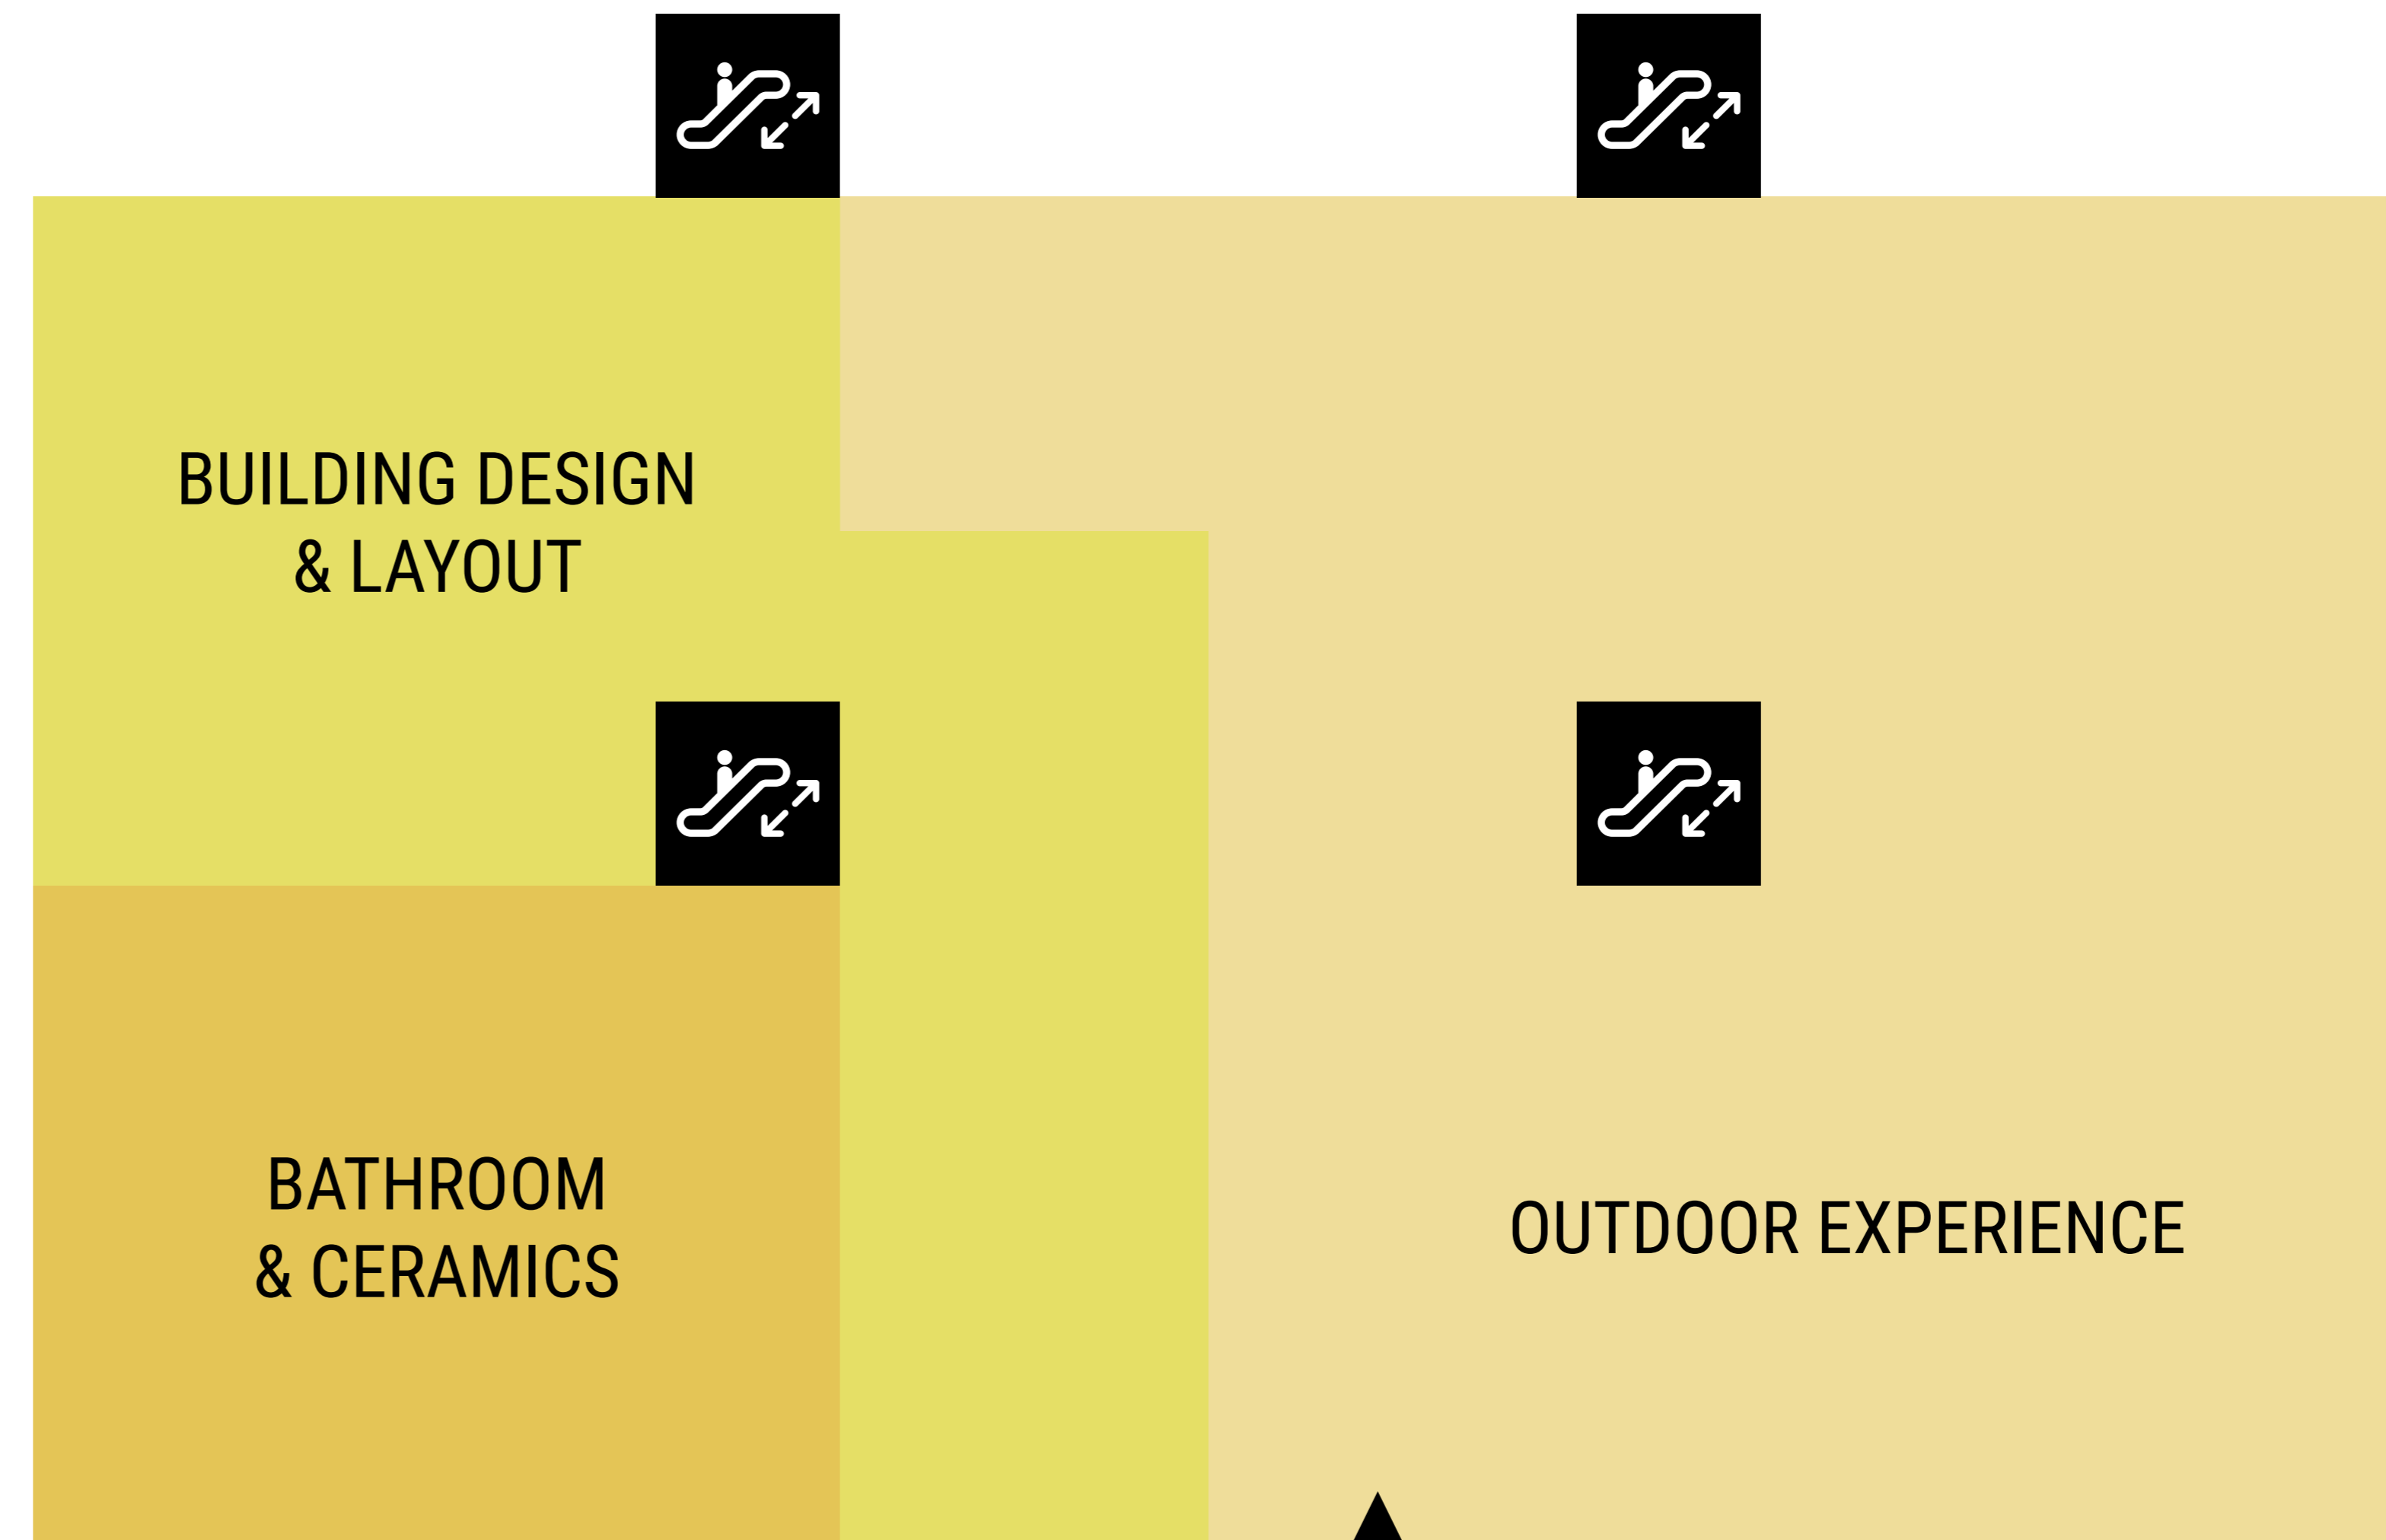 BUILDING DESIGN
& LAYOUT
BATHROOM
& CERAMICS
OUTDOOR EXPERIENCE